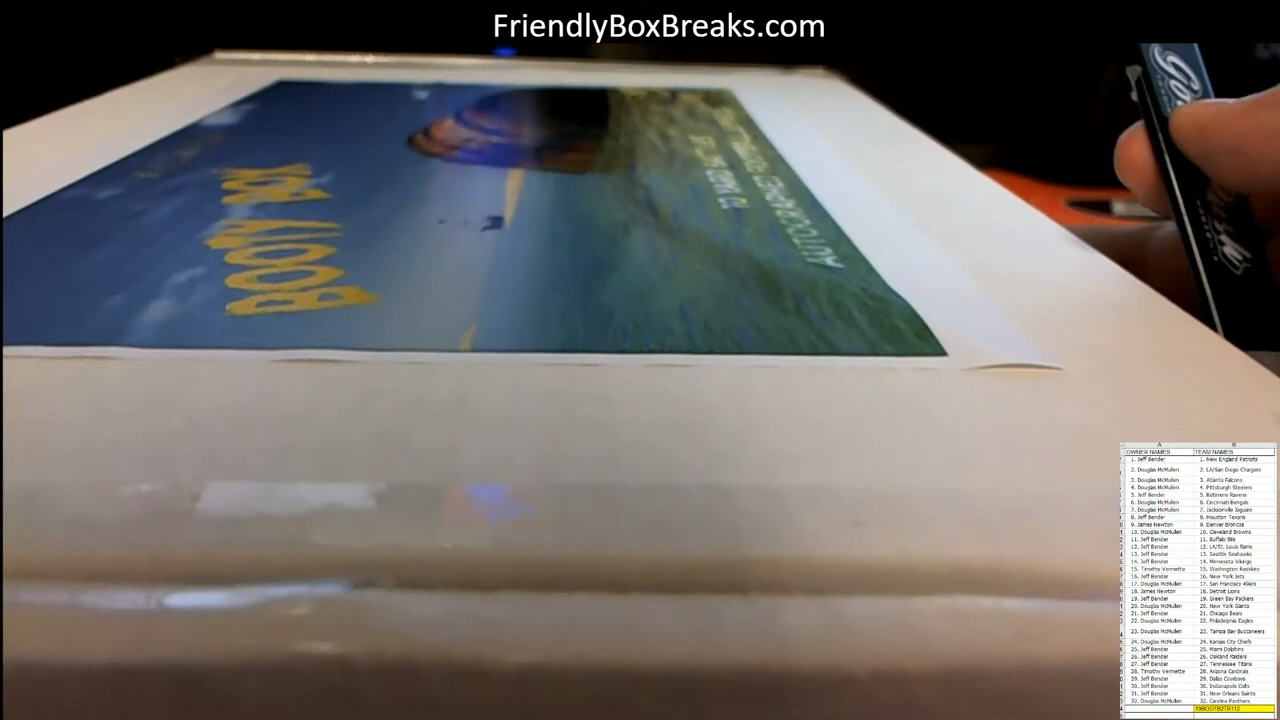 FriendlyBoxBreaks.com
BOOTY BOX
AUTOGRAPHED
A B
OWNER NAMES TEAM NAMES
1. Jeff Bender 1. New England Patriots
2. Douglas McMullen 2. LA/San Diego Chargers
3. Douglas McMullen 3. Atlanta Falcons
4. Douglas McMullen 4. Pittsburgh Steelers
5. Jeff Bender 5. Baltimore Ravens
6. Douglas McMullen 6. Cincinnati Bengals
7. Douglas McMullen 7. Jacksonville Jaguars
8. Jeff Bender 8. Houston Texans
9. James Newton 9. Denver Broncos
10. Douglas McMullen 10. Cleveland Browns
11. Jeff Bender 11. Buffalo Bills
12. Jeff Bender 12. LA/St. Louis Rams
13. Jeff Bender 13. Seattle Seahawks
14. Jeff Bender 14. Minnesota Vikings
15. Timothy Vermette 15. Washington Redskins
16. Jeff Bender 16. New York Jets
17. Douglas McMullen 17. San Francisco 49ers
18. James Newton 18. Detroit Lions
19. Jeff Bender 19. Green Bay Packers
20. Douglas McMullen 20. New York Giants
21. Jeff Bender 21. Chicago Bears
22. Douglas McMullen 22. Philadelphia Eagles
23. Douglas McMullen 23. Tampa Bay Buccaneers
24. Douglas McMullen 24. Kansas City Chiefs
25. Jeff Bender 25. Miami Dolphins
26. Jeff Bender 26. Oakland Raiders
27. Jeff Bender 27. Tennessee Titans
28. Timothy Vermette 28. Arizona Cardinals
29. Jeff Bender 29. Dallas Cowboys
30. Jeff Bender 30. Indianapolis Colts
31. Jeff Bender 31. New Orleans Saints
32. Douglas McMullen 32. Carolina Panthers
19BOOTB2TR112